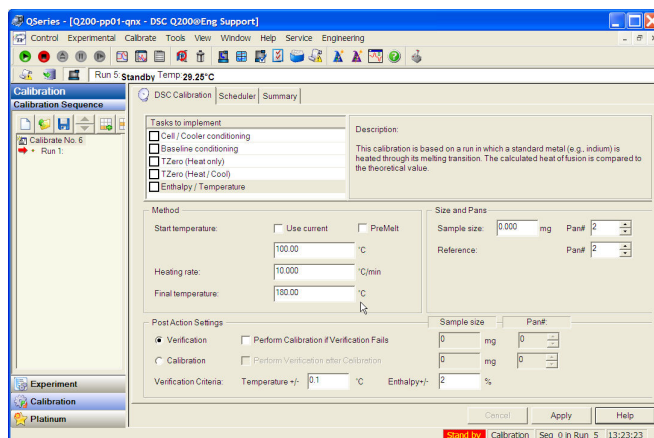 QSeries - [Q200-pp01-qnx - DSC Q200@Eng Support]
Control Experimental Calibrate Tools View Window Help Service Engineering
Run 5: Standby Temp: 29.25°C
Calibration
Calibration Sequence
Calibrate No. 6
Run 1:
DSC Calibration Scheduler Summary
Tasks to implement
Cell / Cooler conditioning
Baseline conditioning
TZero (Heat only)
TZero (Heat / Cool)
Enthalpy / Temperature
Description:
This calibration is based on a run in which a standard metal (e.g., indium) is
heated through its melting transition. The calculated heat of fusion is compared to
the theoretical value.
Method
Start temperature: Use current PreMelt
100.00 °C
Heating rate: 10.000 °C/min
Final temperature: 180.00 °C
Size and Pans
Sample size: 0.000 mg Pan# 2
Reference: Pan# 2
Post Action Settings Sample size Pan#:
Verification Perform Calibration if Verification Fails 0 mg 0
Calibration Perform Verification after Calibration 0 mg 0
Verification Criteria: Temperature +/- 0.1 °C Enthalpy+/- 2 %
Experiment
Calibration
Platinum
Cancel Apply Help
Stand by Calibration Seg 0 in Run 5 13:23:23